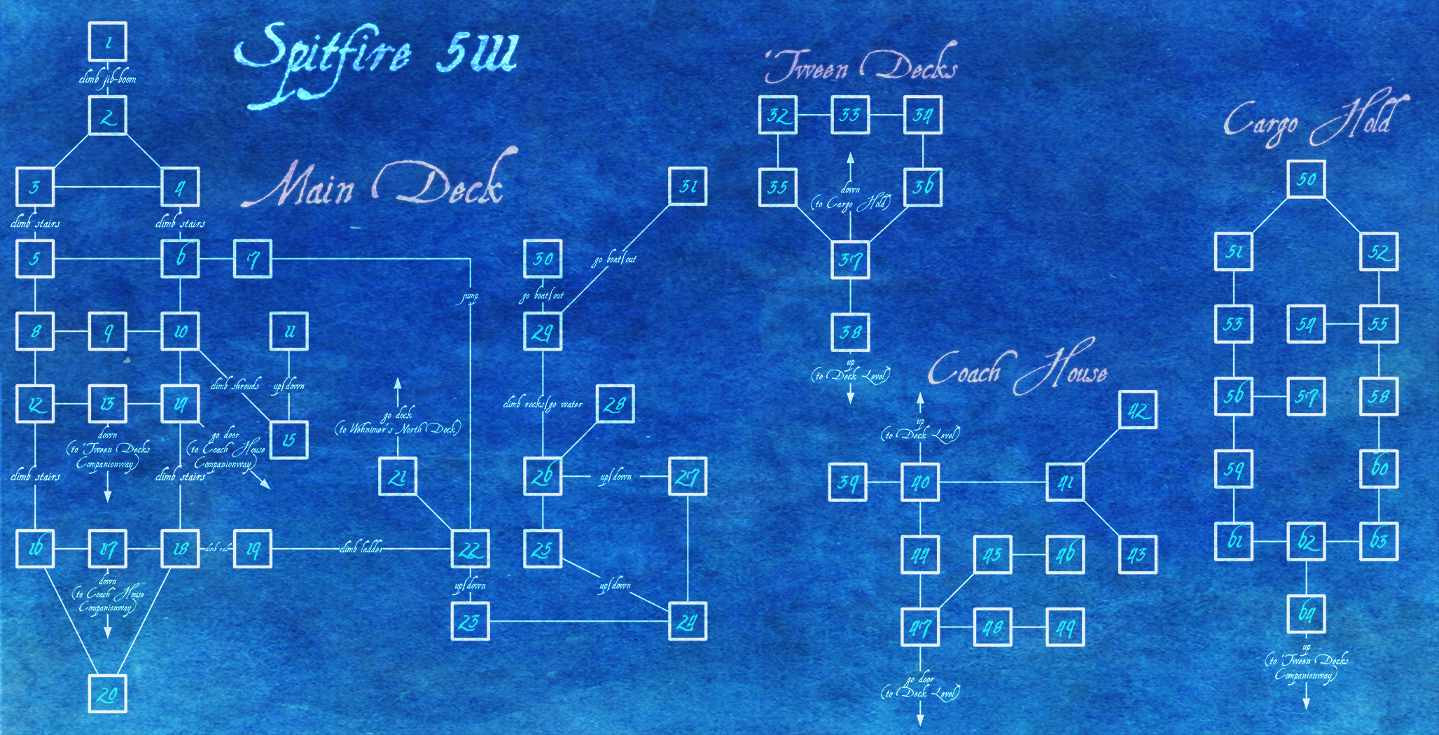 Spitfire 5111
Main Deck
1
climb jib-boom
2
3
4
climb stairs
climb stairs
5
6
7
jump
8
9
10
11
climb shrouds
up/down
12
13
14
15
down
(to 'Tween Decks
Companionway)
go door
(to Coach House
Companionway)
climb stairs
climb stairs
16
17
18
19
climb ladder
down
(to Coach House
Companionway)
20
go deck
(to Wehnimer's North Deck)
21
22
up/down
23
24
up/down
25
26
up/down
27
28
climb rocks/go water
29
go boat/out
30
go boat/out
31
'Tween Decks
32
33
34
35
36
down
(to Cargo Hold)
37
38
up
(to Deck Level)
Coach House
up
(to Deck Level)
39
40
41
42
43
44
45
46
47
48
49
go door
(to Deck Level)
Cargo Hold
50
51
52
53
54
55
56
57
58
59
60
61
62
63
64
up
(to 'Tween Decks
Companionway)